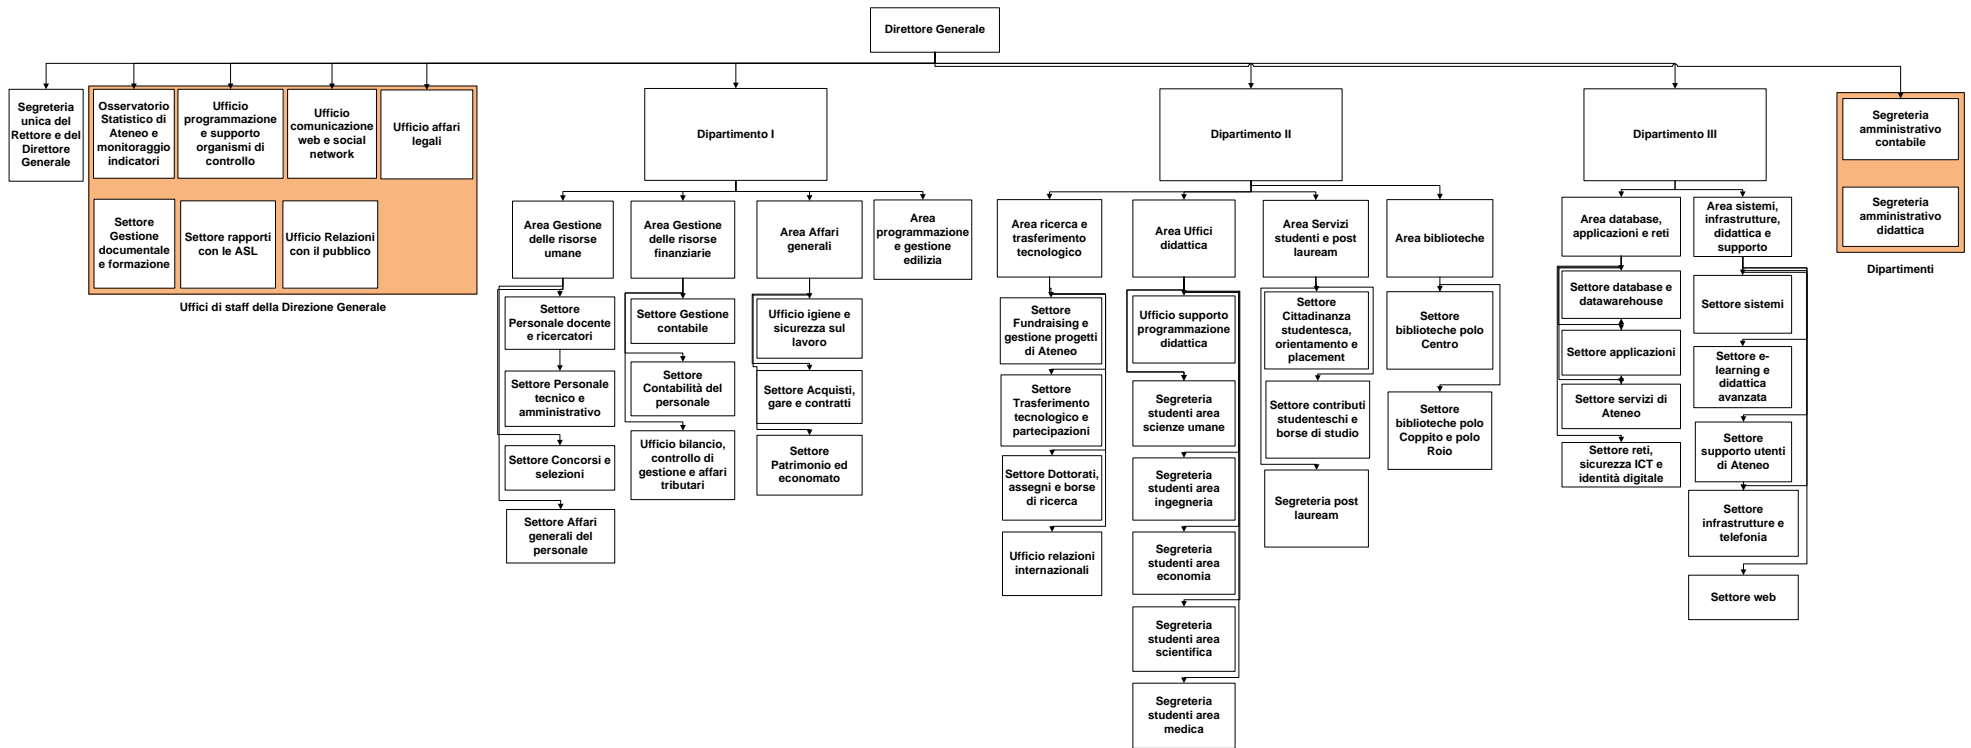 Direttore Generale
Segreteria
unica del
Rettore e del
Direttore
Generale
Osservatorio
Statistico di
Ateneo e
monitoraggio
indicatori
Ufficio
programmazione
e supporto
organismi di
controllo
Ufficio
comunicazione
web e social
network
Ufficio affari
legali
Settore
Gestione
documentale
e formazione
Settore rapporti
con le ASL
Ufficio Relazioni
con il pubblico
Uffici di staff della Direzione Generale
Dipartimento I
Area Gestione
delle risorse
umane
Settore
Personale docente
e ricercatori
Settore Personale
tecnico e
amministrativo
Settore Concorsi e
selezioni
Settore Affari
generali del
personale
Area Gestione
delle risorse
finanziarie
Settore Gestione
contabile
Settore
Contabilità del
personale
Ufficio bilancio,
controllo di
gestione e affari
tributari
Area Affari
generali
Ufficio igiene e
sicurezza sul
lavoro
Settore Acquisti,
gare e contratti
Settore
Patrimonio ed
economato
Area
programmazione
e gestione
edilizia
Dipartimento II
Area ricerca e
trasferimento
tecnologico
Settore
Fundraising e
gestione progetti
di Ateneo
Settore
Trasferimento
tecnologico e
partecipazioni
Settore Dottorati,
assegni e borse
di ricerca
Ufficio relazioni
internazionali
Area Uffici
didattica
Ufficio supporto
programmazione
didattica
Segreteria
studenti area
scienze umane
Segreteria
studenti area
ingegneria
Segreteria
studenti area
economia
Segreteria
studenti area
scientifica
Segreteria
studenti area
medica
Area Servizi
studenti e post
lauream
Settore
Cittadinanza
studentesca,
orientamento e
placement
Settore contributi
studenteschi e
borse di studio
Segreteria post
lauream
Area biblioteche
Settore
biblioteche polo
Centro
Settore
biblioteche polo
Coppito e polo
Roio
Dipartimento III
Area database,
applicazioni e reti
Settore database e
datawarehouse
Settore applicazioni
Settore servizi di
Ateneo
Settore reti,
sicurezza ICT e
identità digitale
Area sistemi,
infrastrutture,
didattica e
supporto
Settore sistemi
Settore e-
learning e
didattica
avanzata
Settore
supporto utenti
di Ateneo
Settore
infrastrutture e
telefonia
Settore web
Segreteria
amministrativo
contabile
Segreteria
amministrativo
didattica
Dipartimenti